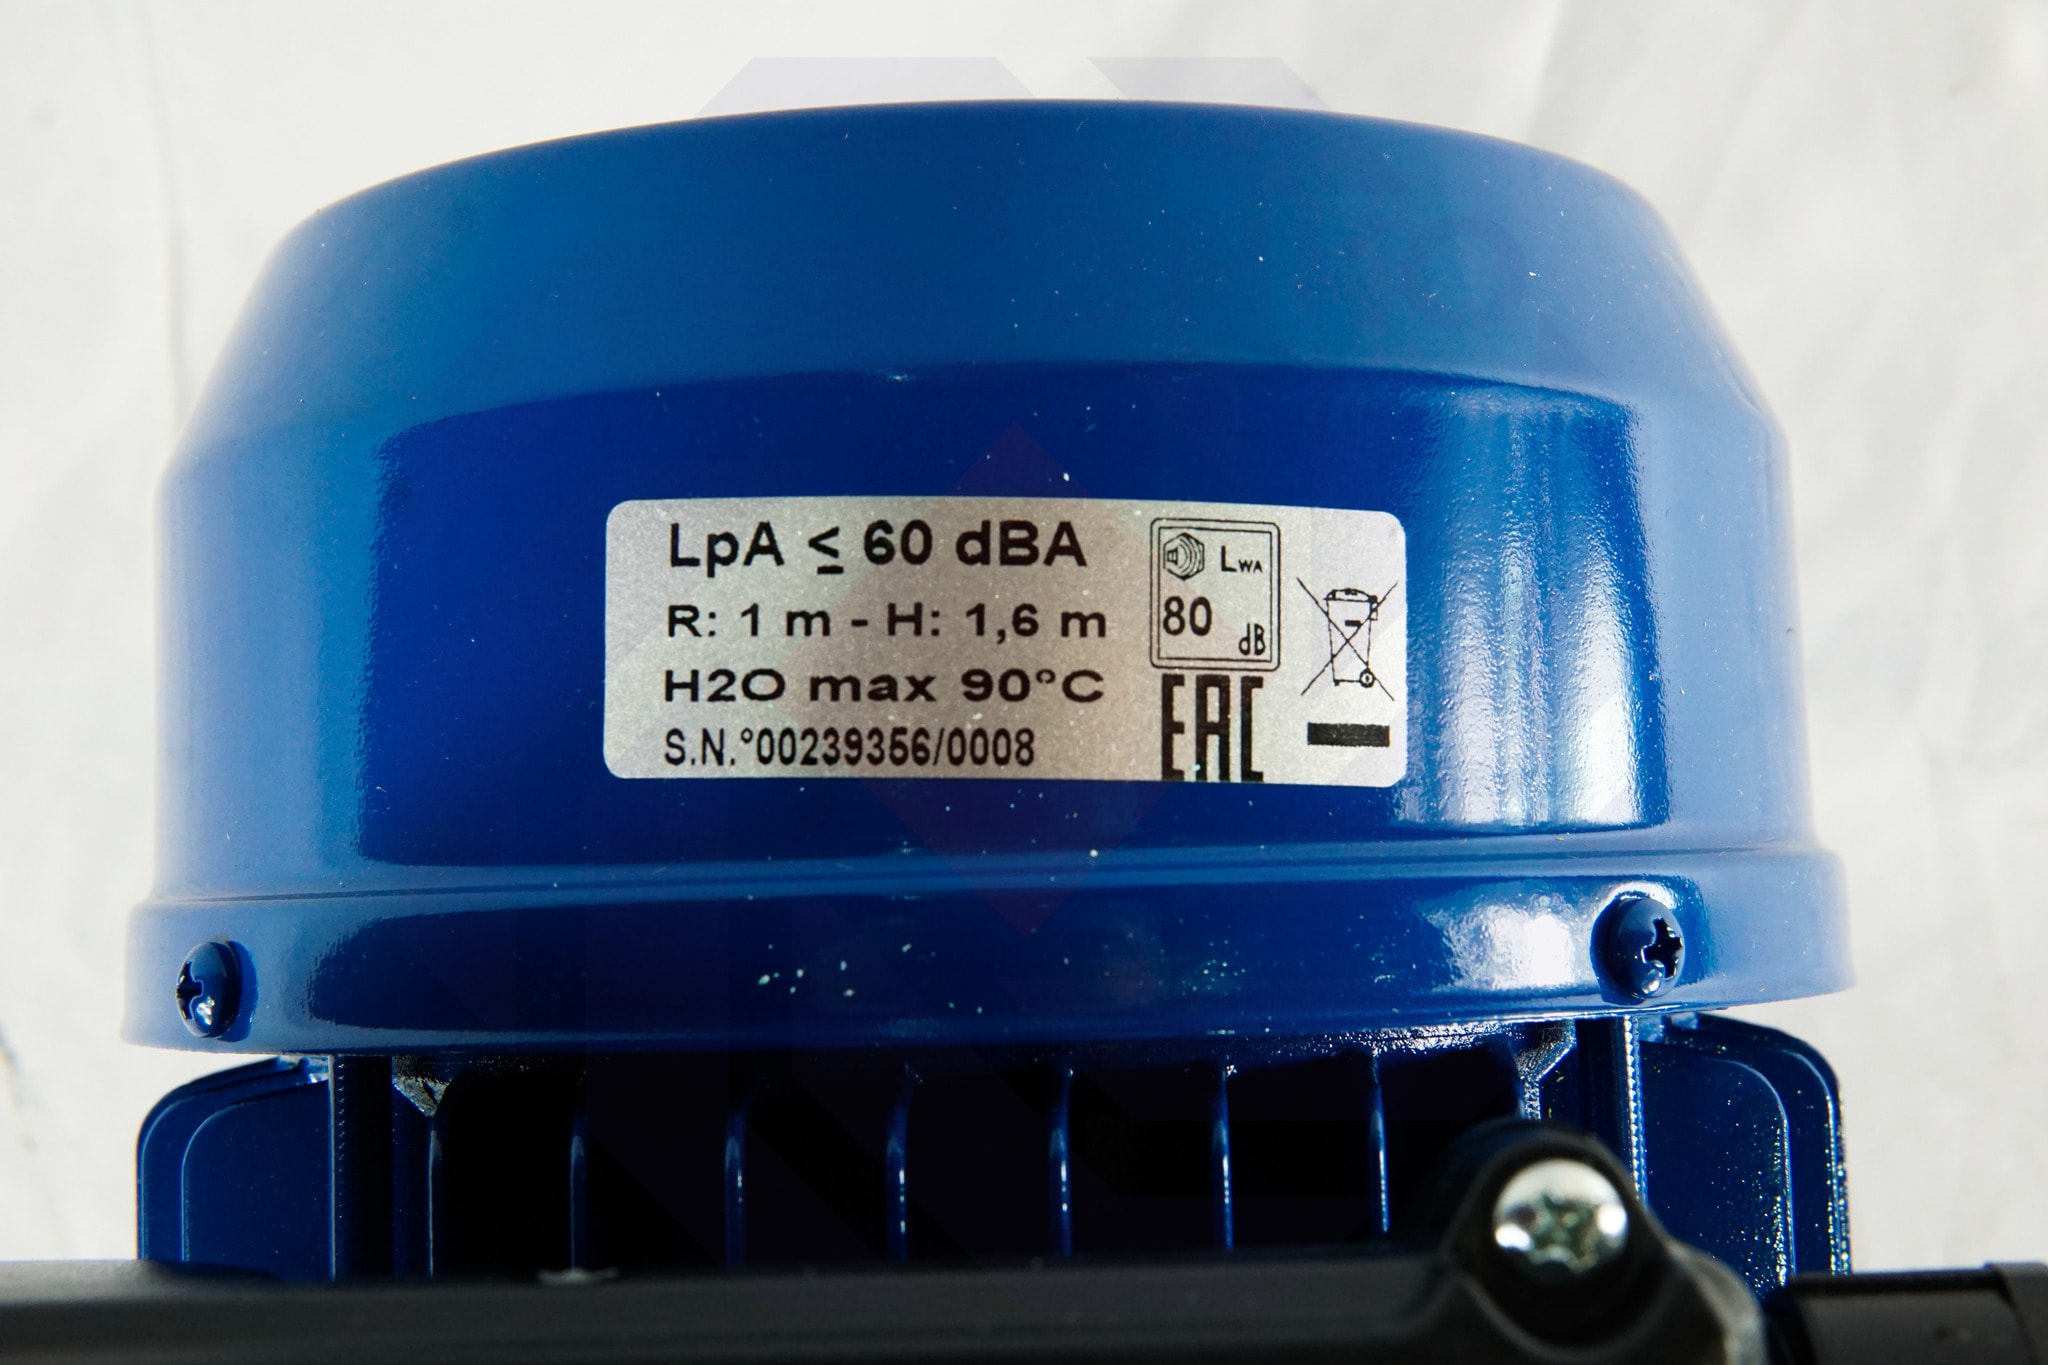 LpA ≤ 60 dBA
R: 1 m - H: 1,6 m
H2O max 90°C
S.N.°00239356/0008
LWA
80
dB
EAC